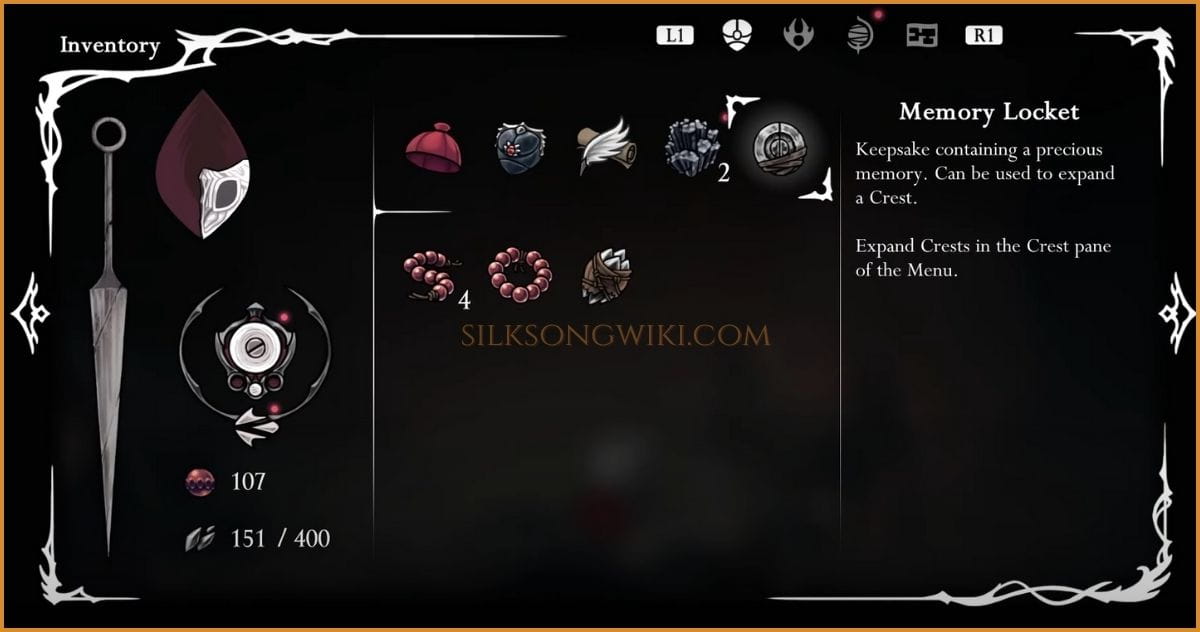 Inventory
L1
R1
Memory Locket
Keepsake containing a precious
memory. Can be used to expand
a Crest.
Expand Crests in the Crest pane
of the Menu.
2
4
SILKSONGWIKI.COM
107
151 / 400